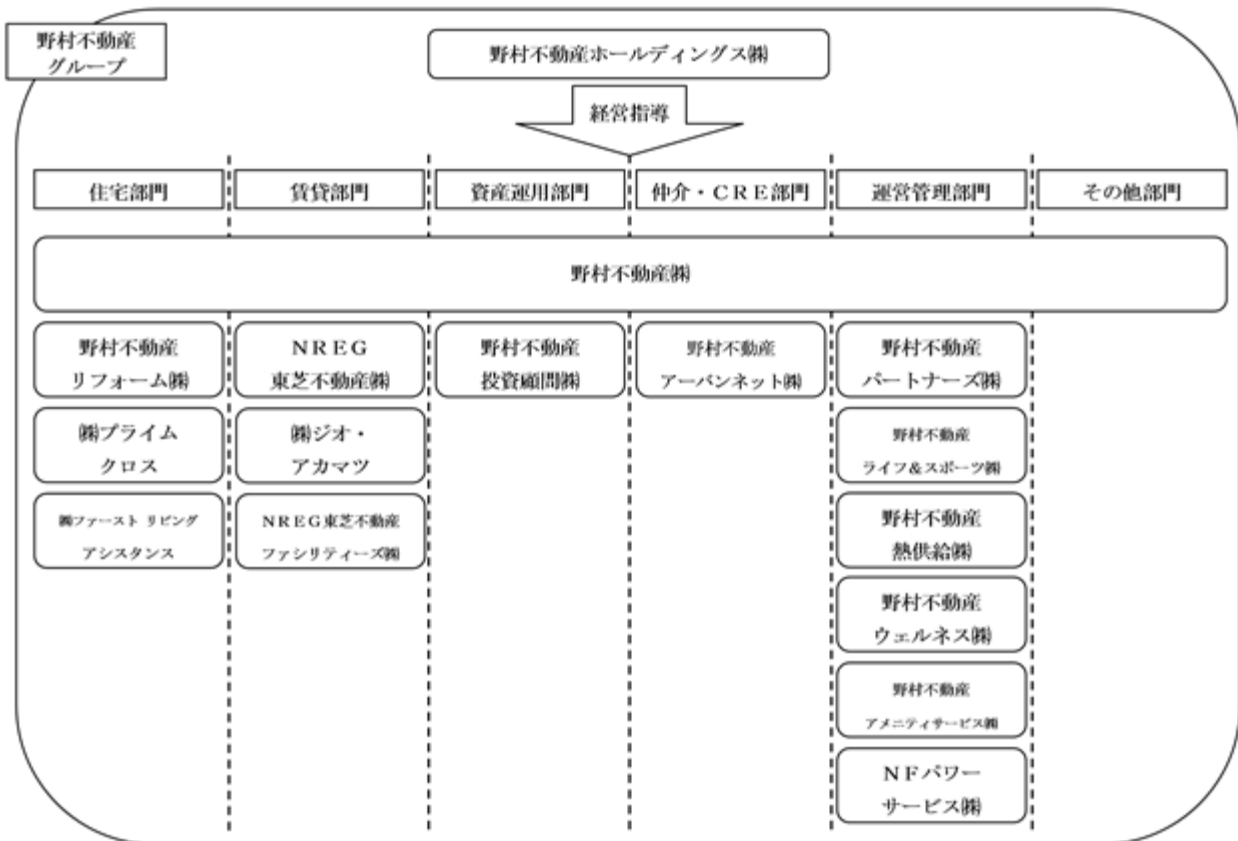 野村不動産
グループ
野村不動産ホールディングス㈱
経営指導
住宅部門
賃貸部門
資産運用部門
仲介・ＣＲＥ部門
運営管理部門
その他部門
野村不動産㈱
野村不動産
リフォーム㈱
㈱プライム
クロス
㈱ファースト リビング
アシスタンス
ＮＲＥＧ
東芝不動産㈱
㈱ジオ・
アカマツ
ＮＲＥＧ東芝不動産
ファシリティーズ㈱
野村不動産
投資顧問㈱
野村不動産
アーバンネット㈱
野村不動産
パートナーズ㈱
野村不動産
ライフ＆スポーツ㈱
野村不動産
熱供給㈱
野村不動産
ウェルネス㈱
野村不動産
アメニティサービス㈱
ＮＦパワー
サービス㈱